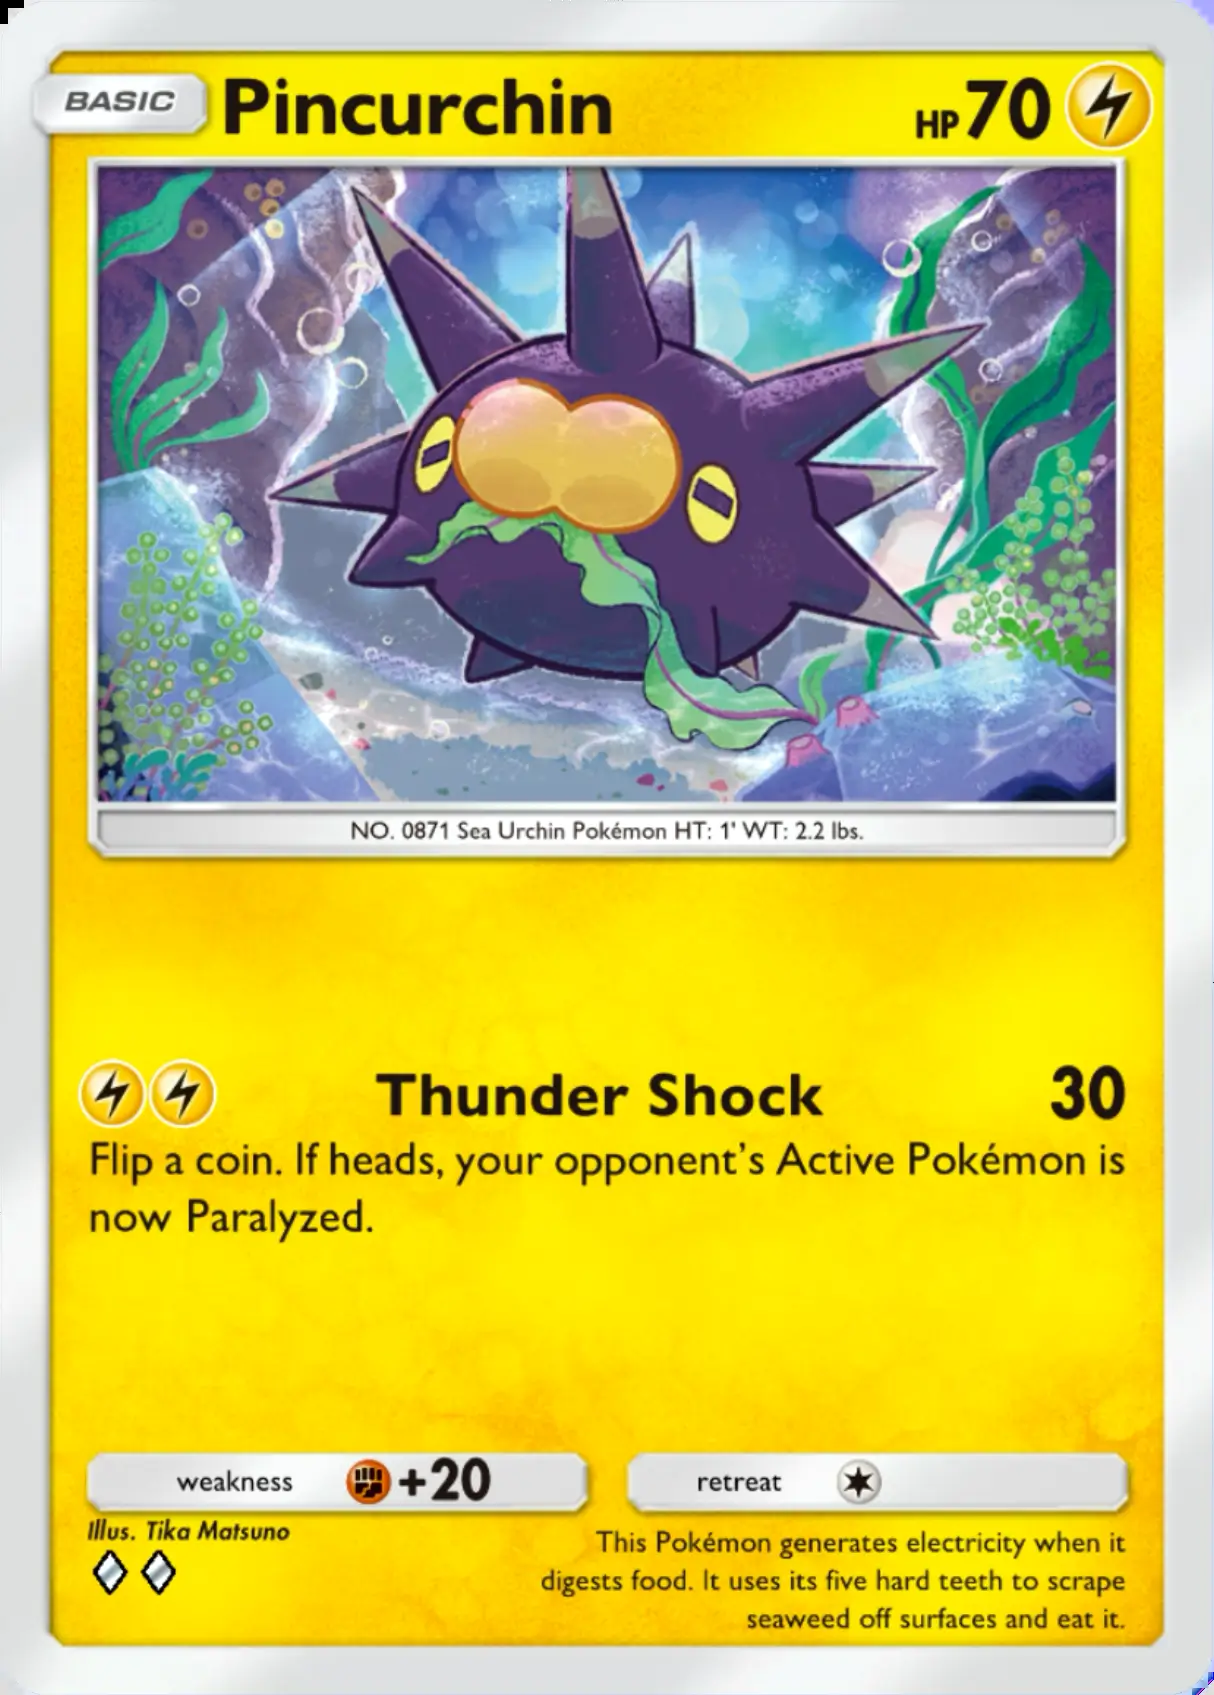 BASIC Pincurchin HP 70
NO. 0871 Sea Urchin Pokémon HT: 1' WT: 2.2 lbs.
Thunder Shock 30
Flip a coin. If heads, your opponent's Active Pokémon is
now Paralyzed.
weakness +20 retreat
Illus. Tika Matsuno
This Pokémon generates electricity when it
digests food. It uses its five hard teeth to scrape
seaweed off surfaces and eat it.